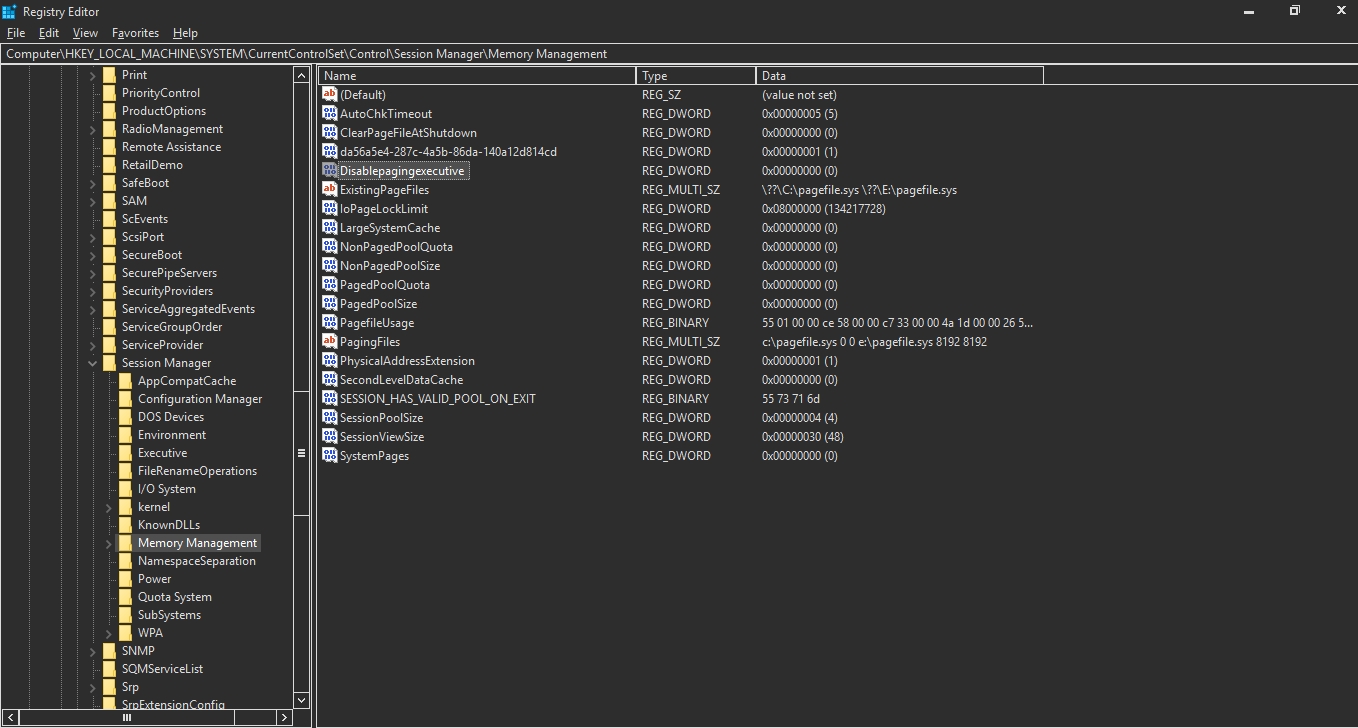 Registry Editor
File Edit View Favorites Help
Computer\HKEY_LOCAL_MACHINE\SYSTEM\CurrentControlSet\Control\Session Manager\Memory Management
Print
PriorityControl
ProductOptions
RadioManagement
Remote Assistance
RetailDemo
SafeBoot
SAM
ScEvents
ScsiPort
SecureBoot
SecurePipeServers
SecurityProviders
ServiceAggregatedEvents
ServiceGroupOrder
ServiceProvider
Session Manager
AppCompatCache
Configuration Manager
DOS Devices
Environment
Executive
FileRenameOperations
I/O System
kernel
KnownDLLs
Memory Management
NamespaceSeparation
Power
Quota System
SubSystems
WPA
SNMP
SQMServiceList
Srp
SrpExtensionConfig
Name Type Data
(Default) REG_SZ (value not set)
AutoChkTimeout REG_DWORD 0x00000005 (5)
ClearPageFileAtShutdown REG_DWORD 0x00000000 (0)
da56a5e4-287c-4a5b-86da-140a12d814cd REG_DWORD 0x00000001 (1)
Disablepagingexecutive REG_DWORD 0x00000000 (0)
ExistingPageFiles REG_MULTI_SZ \??\C:\pagefile.sys \??\E:\pagefile.sys
IoPageLockLimit REG_DWORD 0x08000000 (134217728)
LargeSystemCache REG_DWORD 0x00000000 (0)
NonPagedPoolQuota REG_DWORD 0x00000000 (0)
NonPagedPoolSize REG_DWORD 0x00000000 (0)
PagedPoolQuota REG_DWORD 0x00000000 (0)
PagedPoolSize REG_DWORD 0x00000000 (0)
PagefileUsage REG_BINARY 55 01 00 00 ce 58 00 00 c7 33 00 00 4a 1d 00 00 26 5...
PagingFiles REG_MULTI_SZ c:\pagefile.sys 0 0 e:\pagefile.sys 8192 8192
PhysicalAddressExtension REG_DWORD 0x00000001 (1)
SecondLevelDataCache REG_DWORD 0x00000000 (0)
SESSION_HAS_VALID_POOL_ON_EXIT REG_BINARY 55 73 71 6d
SessionPoolSize REG_DWORD 0x00000004 (4)
SessionViewSize REG_DWORD 0x00000030 (48)
SystemPages REG_DWORD 0x00000000 (0)